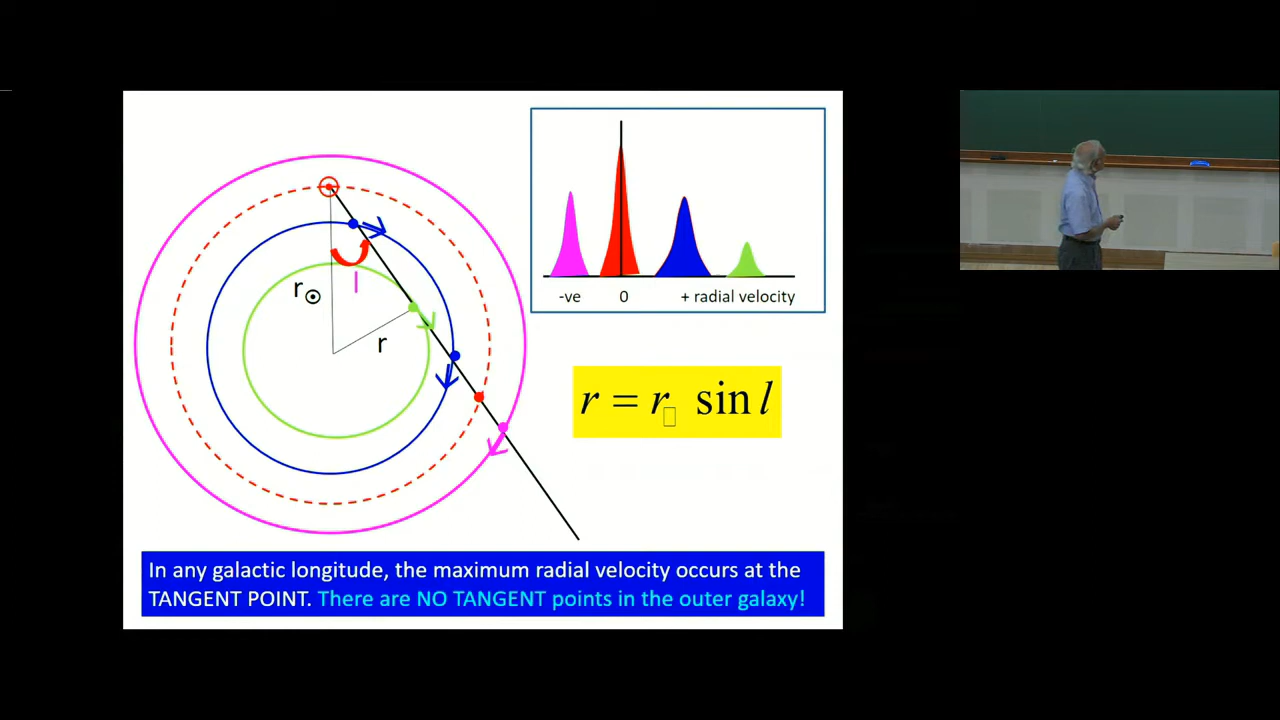 r⊙
l
r
-ve 0 + radial velocity
r = r□ sin l
In any galactic longitude, the maximum radial velocity occurs at the
TANGENT POINT. There are NO TANGENT points in the outer galaxy!